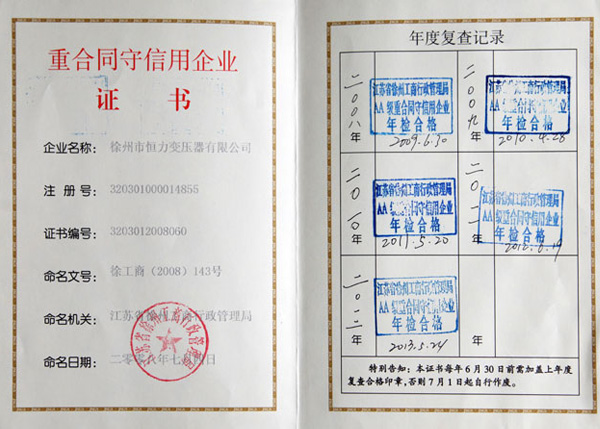 重合同守信用企业
证 书
企业名称: 徐州市恒力变压器有限公司
注 册 号: 320301000014855
证书编号: 3203012008060
命名文号: 徐工商（2008）143号
命名机关: 江苏省徐州工商行政管理局
命名日期: 二零零八年七月 日
年度复查记录
二〇〇八年
江苏省徐州工商行政管理局
AA 级重合同守信用企业
年检合格
2009.6.30
二〇〇九年
江苏省徐州工商行政管理局
AA 级重合同守信用企业
年检合格
2010.4.28
二〇一〇年
江苏省徐州工商行政管理局
AA 级重合同守信用企业
年检合格
2011.5.20
二〇一一年
江苏省徐州工商行政管理局
AA 级重合同守信用企业
年检合格
2012.6.19
二〇一二年
江苏省徐州工商行政管理局
AA 级重合同守信用企业
年检合格
2013.5.24
年
特别告知: 本证书每年6月30日前需加盖上年度
复查合格印章,否则7月1日起自行作废。